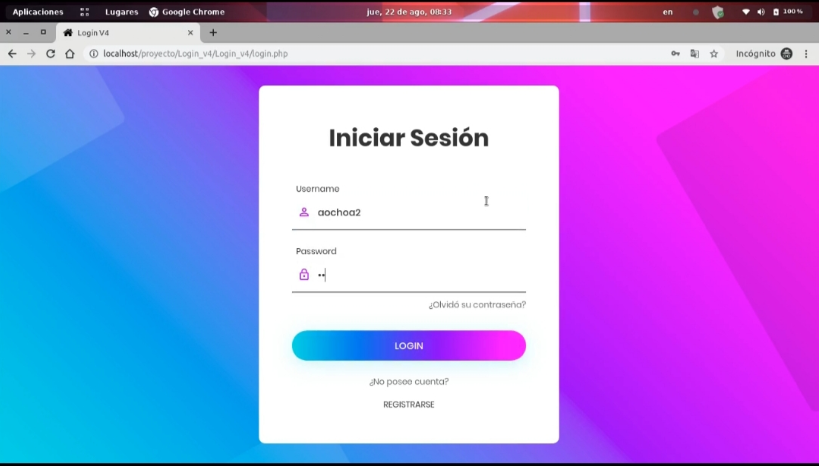 Aplicaciones Lugares Google Chrome jue, 22 de ago, 08:33 en 100 %
Login V4
localhost/proyecto/Login_v4/Login_v4/login.php Incógnito
Iniciar Sesión
Username
aochoa2
Password
¿Olvidó su contraseña?
LOGIN
¿No posee cuenta?
REGISTRARSE